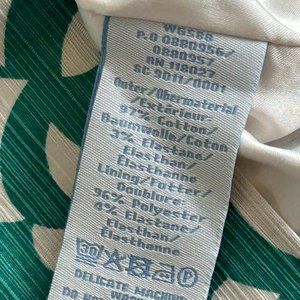 W6588
P.O 0880956/
0880957
RN 118027
SC 9011/0001
Outer/Obermaterial
/Extérieur:
97% Cotton/
Baumwolle/Coton
3% Elastane/
Elasthan/
Elasthanne
Lining/Futter/
Doublure:
96% Polyester
4% Elastane/
Elasthan/
Elasthanne
30
DELICATE MACHINE